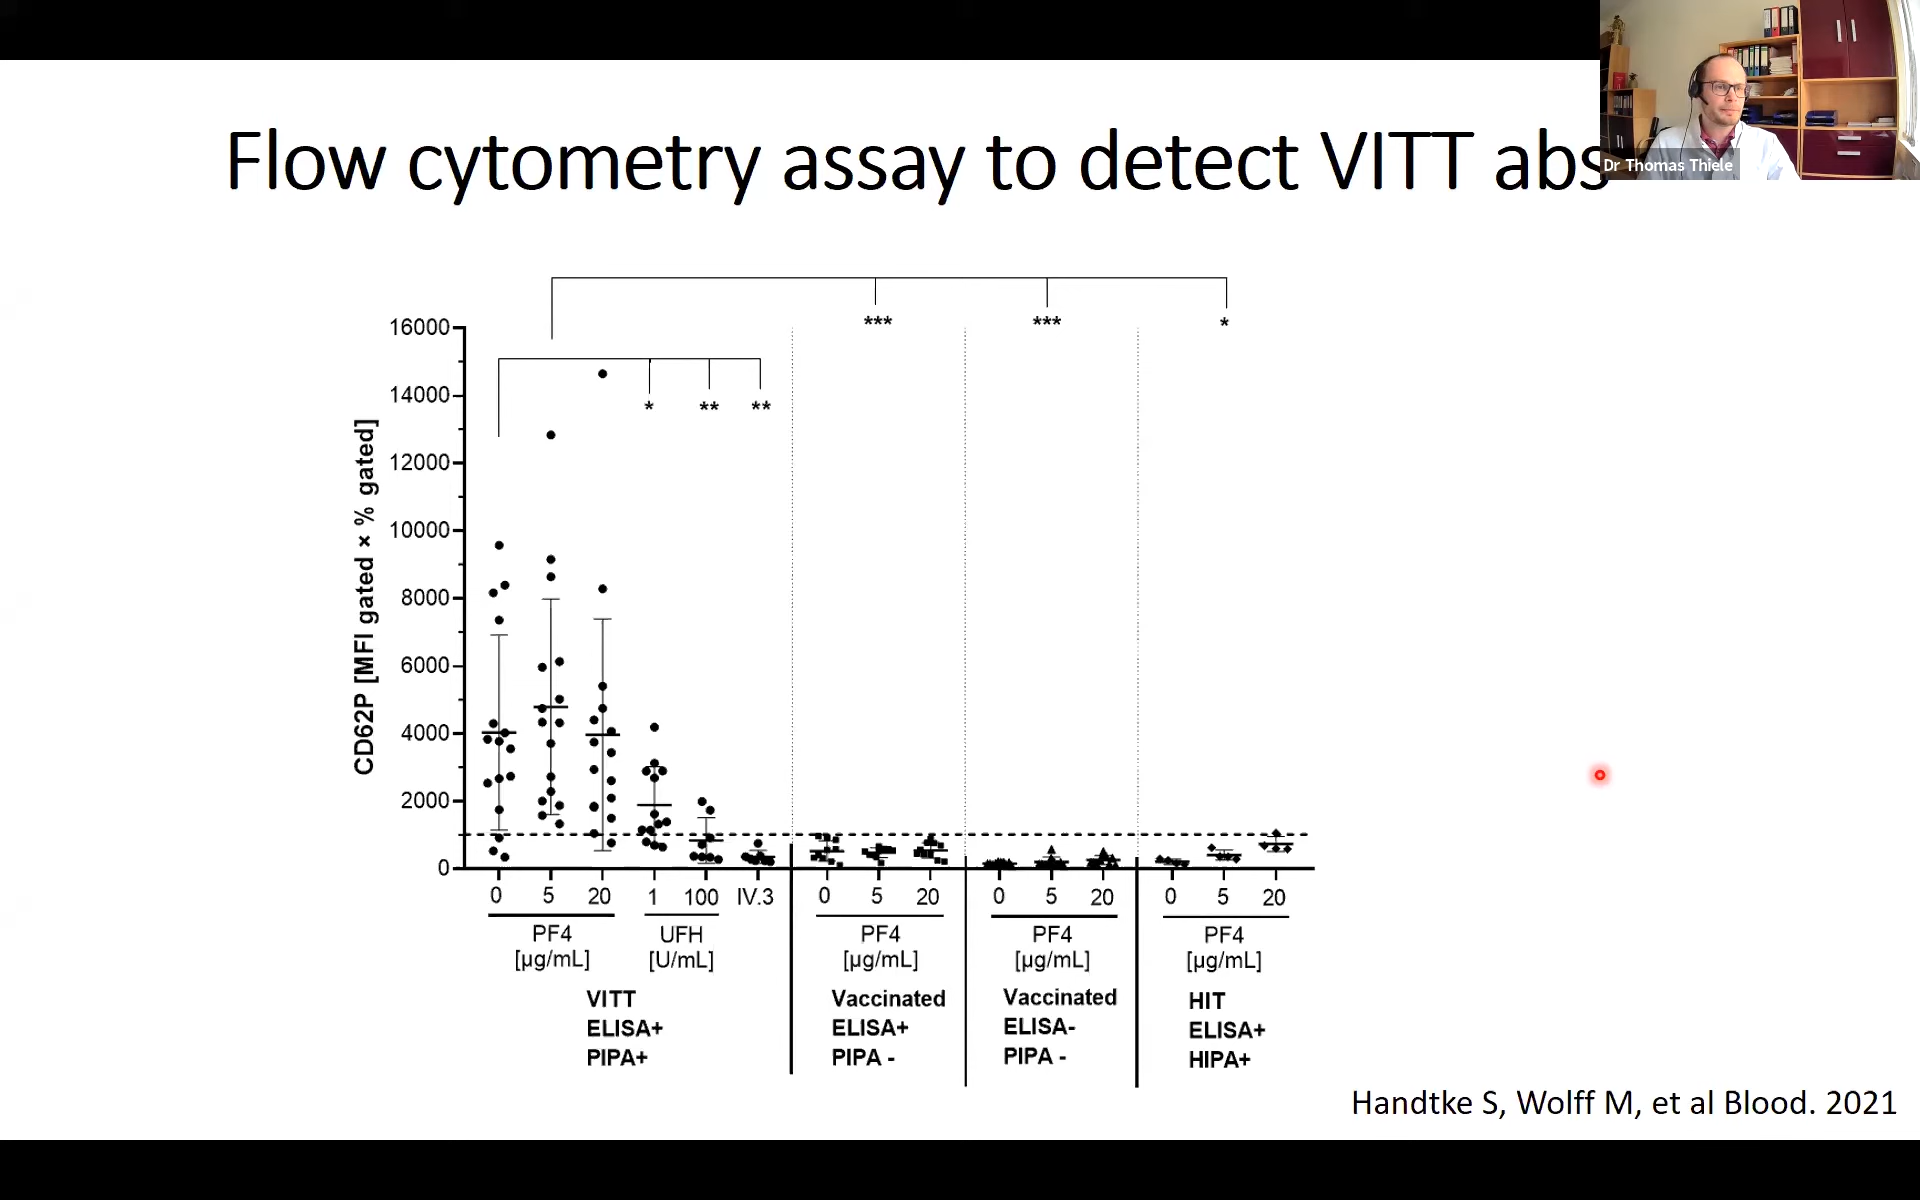 Flow cytometry assay to detect VITT abs
Dr Thomas Thiele
*** *** *
* ** **
CD62P [MFI gated × % gated]
16000
14000
12000
10000
8000
6000
4000
2000
0
0 5 20 1 100 IV.3 0 5 20 0 5 20 0 5 20
PF4 UFH PF4 PF4 PF4
[µg/mL] [U/mL] [µg/mL] [µg/mL] [µg/mL]
VITT
ELISA+
PIPA+
Vaccinated
ELISA+
PIPA -
Vaccinated
ELISA-
PIPA -
HIT
ELISA+
HIPA+
Handtke S, Wolff M, et al Blood. 2021